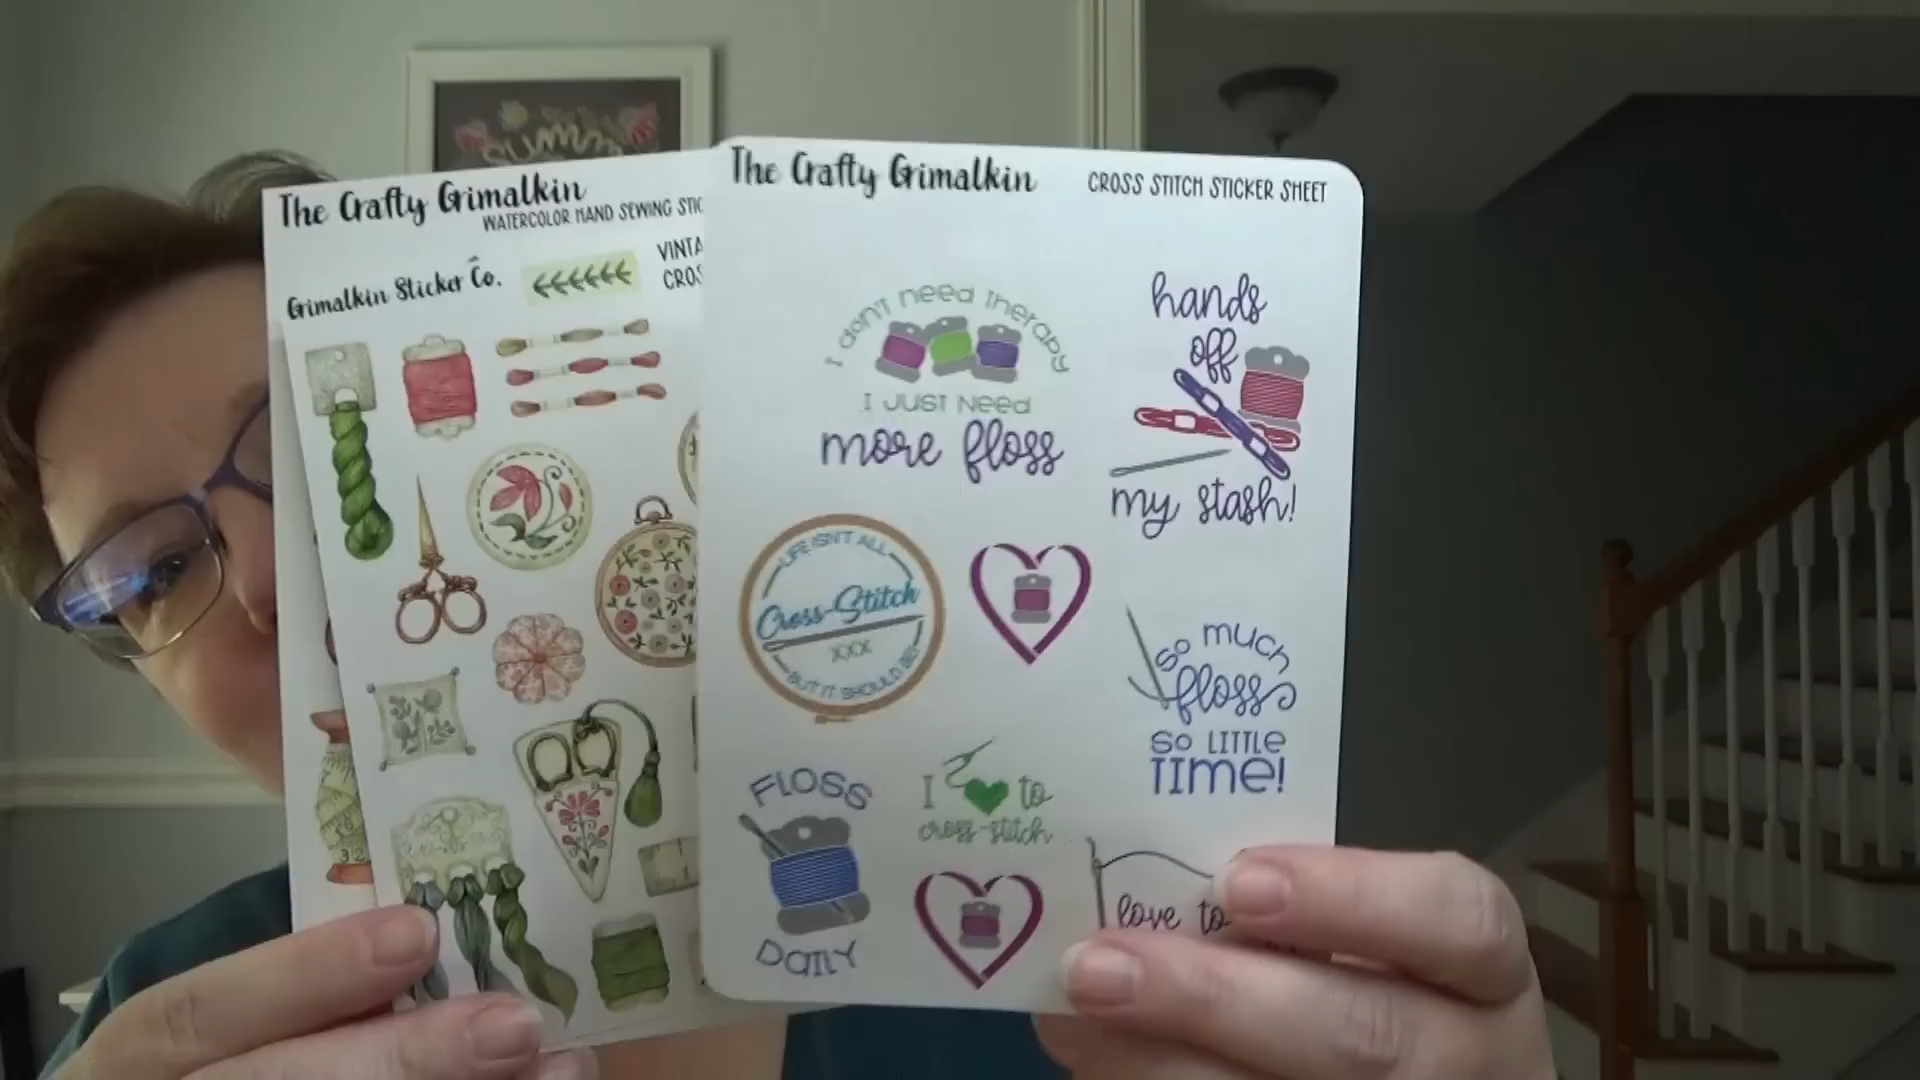 SUMM
The Crafty Grimalkin
WATERCOLOR HAND SEWING STIC
Grimalkin Sticker Co.
VINTA
CROS
The Crafty Grimalkin
CROSS STITCH STICKER SHEET
I don't need therapy
I JUST NEED
more floss
hands
off
my stash!
LIFE ISN'T ALL
Cross-Stitch
XXX
BUT IT SHOULD BE
so much
floss
SO LITTLE
TIME!
FLOSS
DAILY
I to
cross-stitch
love to